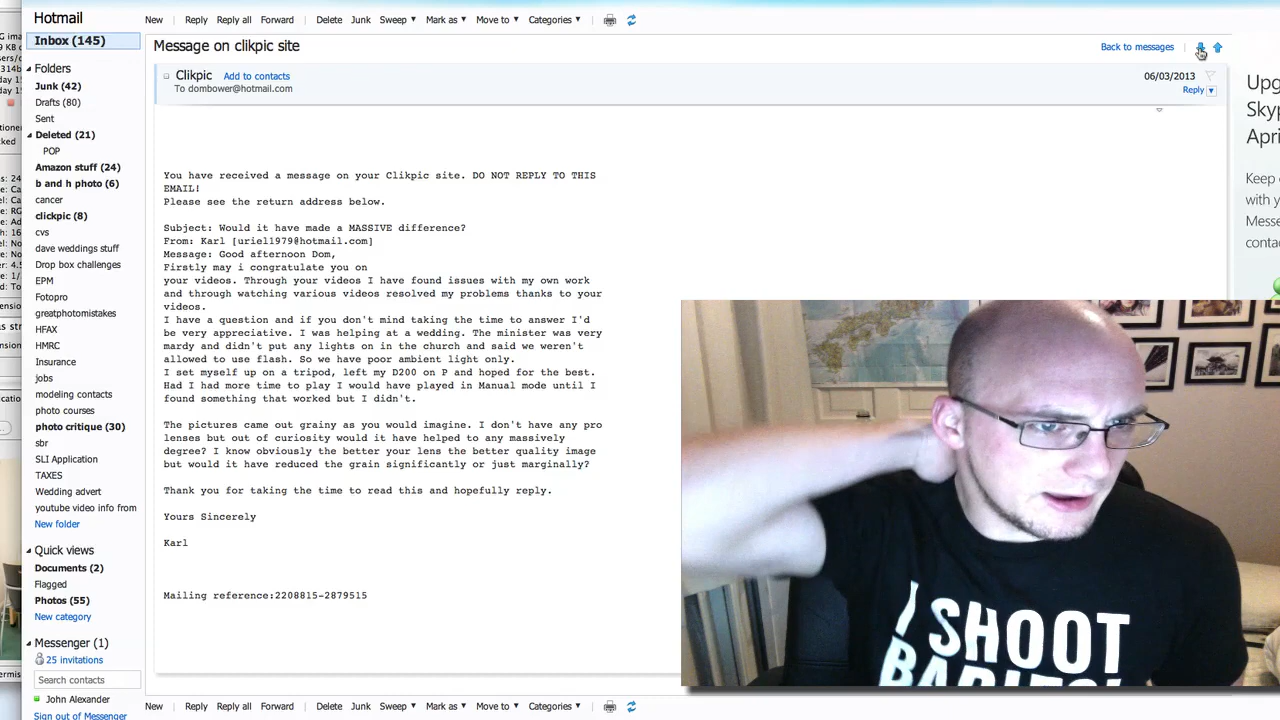 Hotmail
New Reply Reply all Forward Delete Junk Sweep Mark as Move to Categories
Inbox (145)
Message on clikpic site
Back to messages
Folders
Junk (42)
Drafts (80)
Sent
Deleted (21)
POP
Amazon stuff (24)
b and h photo (6)
cancer
clickpic (8)
cvs
dave weddings stuff
Drop box challenges
EPM
Fotopro
greatphotomistakes
HFAX
HMRC
Insurance
jobs
modeling contacts
photo courses
photo critique (30)
sbr
SLI Application
TAXES
Wedding advert
youtube video info from
New folder
Quick views
Documents (2)
Flagged
Photos (55)
New category
Messenger (1)
25 invitations
Search contacts
John Alexander
Sign out of Messenger
Clikpic Add to contacts
06/03/2013
To dombower@hotmail.com
Reply
You have received a message on your Clikpic site. DO NOT REPLY TO THIS
EMAIL!
Please see the return address below.
Subject: Would it have made a MASSIVE difference?
From: Karl [uriel1979@hotmail.com]
Message: Good afternoon Dom,
Firstly may i congratulate you on
your videos. Through your videos I have found issues with my own work
and through watching various videos resolved my problems thanks to your
videos.
I have a question and if you don't mind taking the time to answer I'd
be very appreciative. I was helping at a wedding. The minister was very
mardy and didn't put any lights on in the church and said we weren't
allowed to use flash. So we have poor ambient light only.
I set myself up on a tripod, left my D200 on P and hoped for the best.
Had I had more time to play I would have played in Manual mode until I
found something that worked but I didn't.
The pictures came out grainy as you would imagine. I don't have any pro
lenses but out of curiosity would it have helped to any massively
degree? I know obviously the better your lens the better quality image
but would it have reduced the grain significantly or just marginally?
Thank you for taking the time to read this and hopefully reply.
Yours Sincerely
Karl
Mailing reference:2208815-2879515
New Reply Reply all Forward Delete Junk Sweep Mark as Move to Categories
Upg
Skyp
Apri
Keep
with y
Messe
conta
I SHOOT